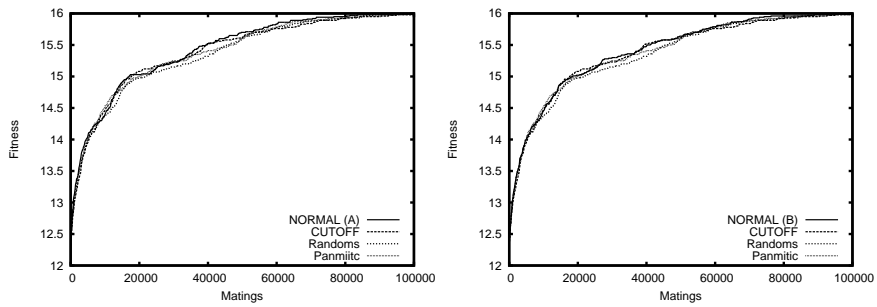 16
15.5
15
14.5
14
13.5
13
12.5
12
Fitness
0 20000 40000 60000 80000 100000
Matings
NORMAL (A)
CUTOFF
Randoms
Panmiitc
16
15.5
15
14.5
14
13.5
13
12.5
12
Fitness
0 20000 40000 60000 80000 100000
Matings
NORMAL (B)
CUTOFF
Randoms
Panmitic